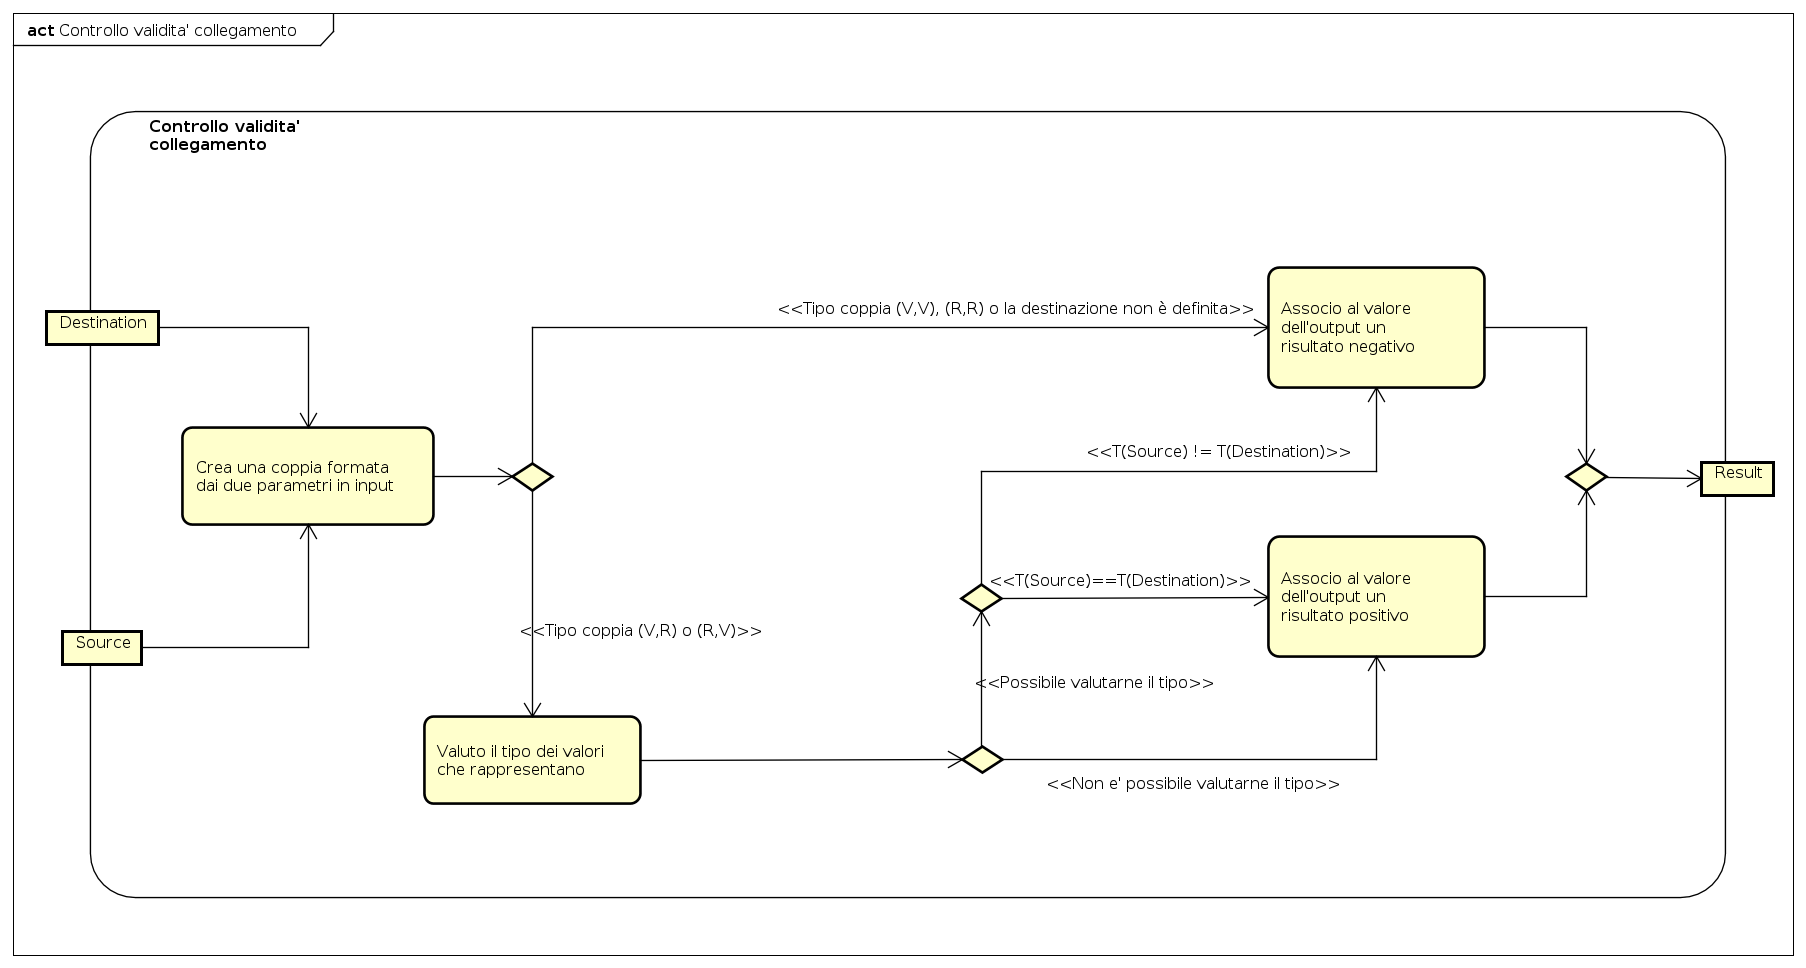 act Controllo validita' collegamento
Controllo validita'
collegamento
Destination
<<Tipo coppia (V,V), (R,R) o la destinazione non è definita>>
Associo al valore
dell'output un
risultato negativo
Crea una coppia formata
dai due parametri in input
<<T(Source) != T(Destination)>>
Result
<<T(Source)==T(Destination)>>
Associo al valore
dell'output un
risultato positivo
Source
<<Tipo coppia (V,R) o (R,V)>>
<<Possibile valutarne il tipo>>
Valuto il tipo dei valori
che rappresentano
<<Non e' possibile valutarne il tipo>>